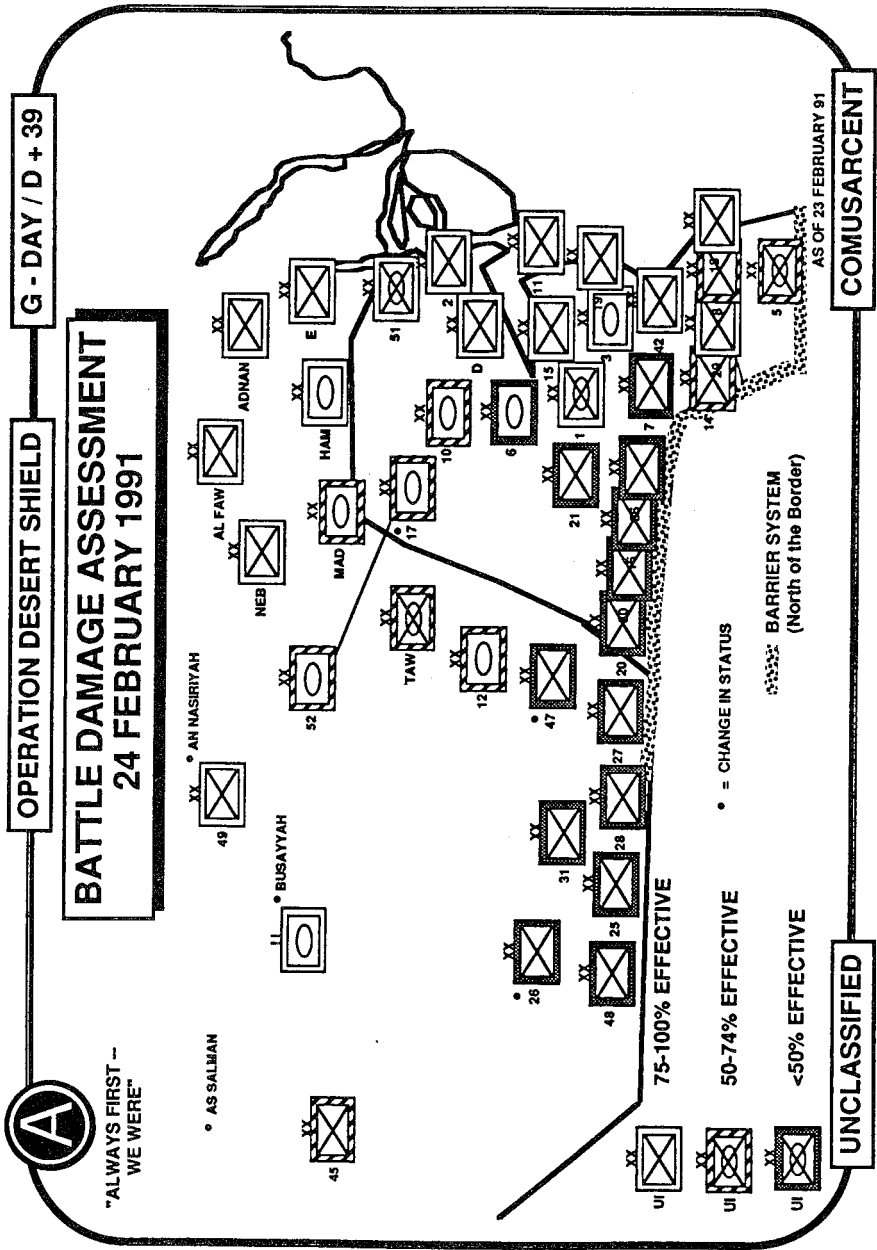 OPERATION DESERT SHIELD
G - DAY / D + 39
A
"ALWAYS FIRST –
WE WERE"
BATTLE DAMAGE ASSESSMENT
24 FEBRUARY 1991
AS SALMAN
BUSAYYAH
AN NASIRIYAH
49
NEB
AL FAW
ADNAN
45
52
MAD
HAM
E
TAW
17
10
51
2
12
6
D
26
47
21
1
15
11
31
3
48
25
28
27
20
7
42
14
5
XX
II
UI
75-100% EFFECTIVE
UI
50-74% EFFECTIVE
UI
<50% EFFECTIVE
• = CHANGE IN STATUS
BARRIER SYSTEM
(North of the Border)
AS OF 23 FEBRUARY 91
UNCLASSIFIED
COMUSARCENT